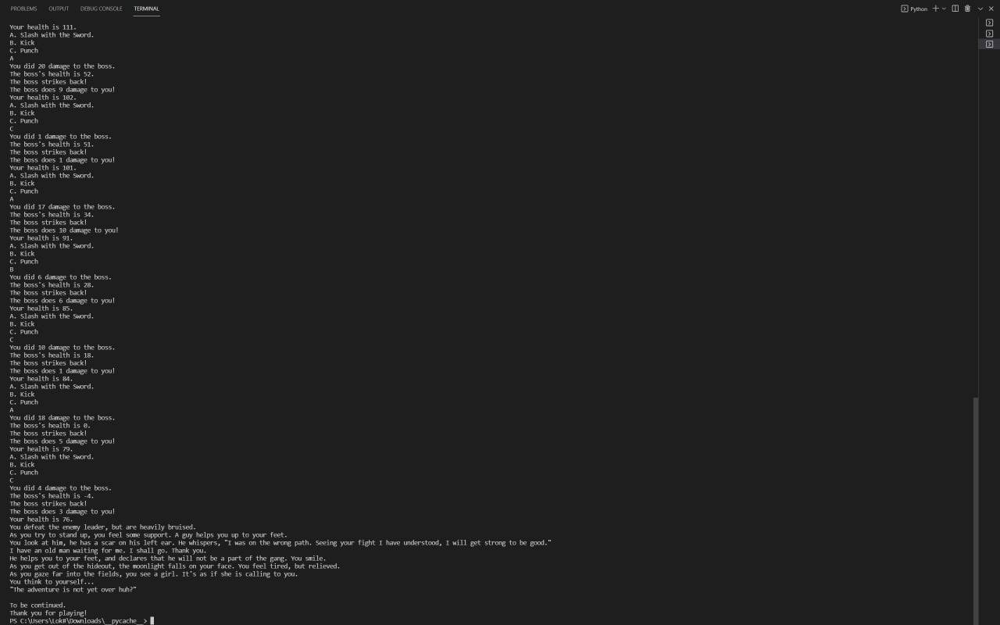 PROBLEMS OUTPUT DEBUG CONSOLE TERMINAL Python
Your health is 111.
A. Slash with the Sword.
B. Kick
C. Punch
A
You did 20 damage to the boss.
The boss's health is 52.
The boss strikes back!
The boss does 9 damage to you!
Your health is 102.
A. Slash with the Sword.
B. Kick
C. Punch
C
You did 1 damage to the boss.
The boss's health is 51.
The boss strikes back!
The boss does 1 damage to you!
Your health is 101.
A. Slash with the Sword.
B. Kick
C. Punch
A
You did 17 damage to the boss.
The boss's health is 34.
The boss strikes back!
The boss does 10 damage to you!
Your health is 91.
A. Slash with the Sword.
B. Kick
C. Punch
B
You did 6 damage to the boss.
The boss's health is 28.
The boss strikes back!
The boss does 6 damage to you!
Your health is 85.
A. Slash with the Sword.
B. Kick
C. Punch
C
You did 10 damage to the boss.
The boss's health is 18.
The boss strikes back!
The boss does 1 damage to you!
Your health is 84.
A. Slash with the Sword.
B. Kick
C. Punch
A
You did 18 damage to the boss.
The boss's health is 0.
The boss strikes back!
The boss does 5 damage to you!
Your health is 79.
A. Slash with the Sword.
B. Kick
C. Punch
C
You did 4 damage to the boss.
The boss's health is -4.
The boss strikes back!
The boss does 3 damage to you!
Your health is 76.
You defeat the enemy leader, but are heavily bruised.
As you try to stand up, you feel some support. A guy helps you up to your feet.
You look at him, he has a scar on his left ear. He whispers, "I was on the wrong path. Seeing your fight I have understood, I will get strong to be good."
I have an old man waiting for me. I shall go. Thank you.
He helps you to your feet, and declares that he will not be a part of the gang. You smile.
As you get out of the hideout, the moonlight falls on your face. You feel tired, but relieved.
As you gaze far into the fields, you see a girl. It's as if she is calling to you.
You think to yourself...
"The adventure is not yet over huh?"
To be continued.
Thank you for playing!
PS C:\Users\Lok#\Downloads\__pycache__>